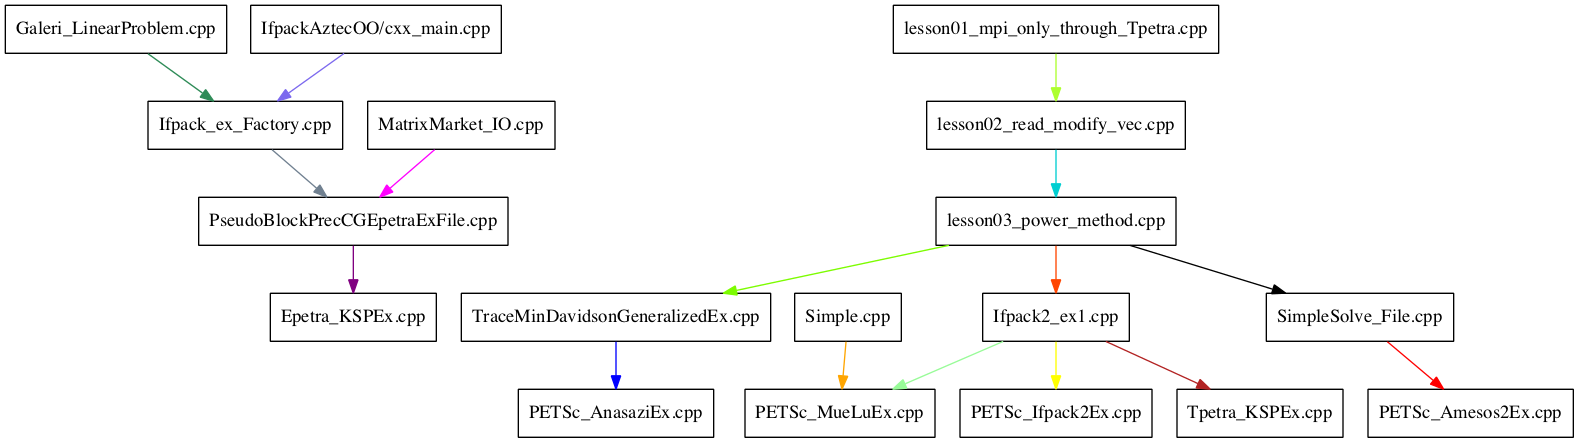 Galeri_LinearProblem.cpp
IfpackAztecOO/cxx_main.cpp
lesson01_mpi_only_through_Tpetra.cpp
Ifpack_ex_Factory.cpp
MatrixMarket_IO.cpp
lesson02_read_modify_vec.cpp
PseudoBlockPrecCGEpetraExFile.cpp
lesson03_power_method.cpp
Epetra_KSPEx.cpp
TraceMinDavidsonGeneralizedEx.cpp
Simple.cpp
Ifpack2_ex1.cpp
SimpleSolve_File.cpp
PETSc_AnasaziEx.cpp
PETSc_MueLuEx.cpp
PETSc_Ifpack2Ex.cpp
Tpetra_KSPEx.cpp
PETSc_Amesos2Ex.cpp